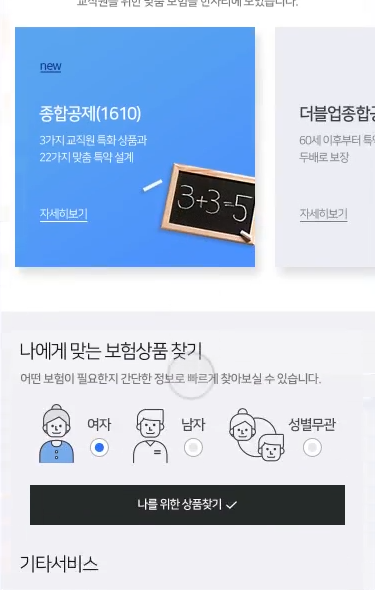 교직원을 위한 맞춤 보험을 한자리에 모았습니다.
new
종합공제(1610)
3가지 교직원 특화 상품과
22가지 맞춤 특약 설계
자세히보기
3+3=5
더블업종합공
60세 이후부터 특약
두배로 보장
자세히보기
나에게 맞는 보험상품 찾기
어떤 보험이 필요한지 간단한 정보로 빠르게 찾아보실 수 있습니다.
여자
남자
성별무관
나를 위한 상품찾기
기타서비스